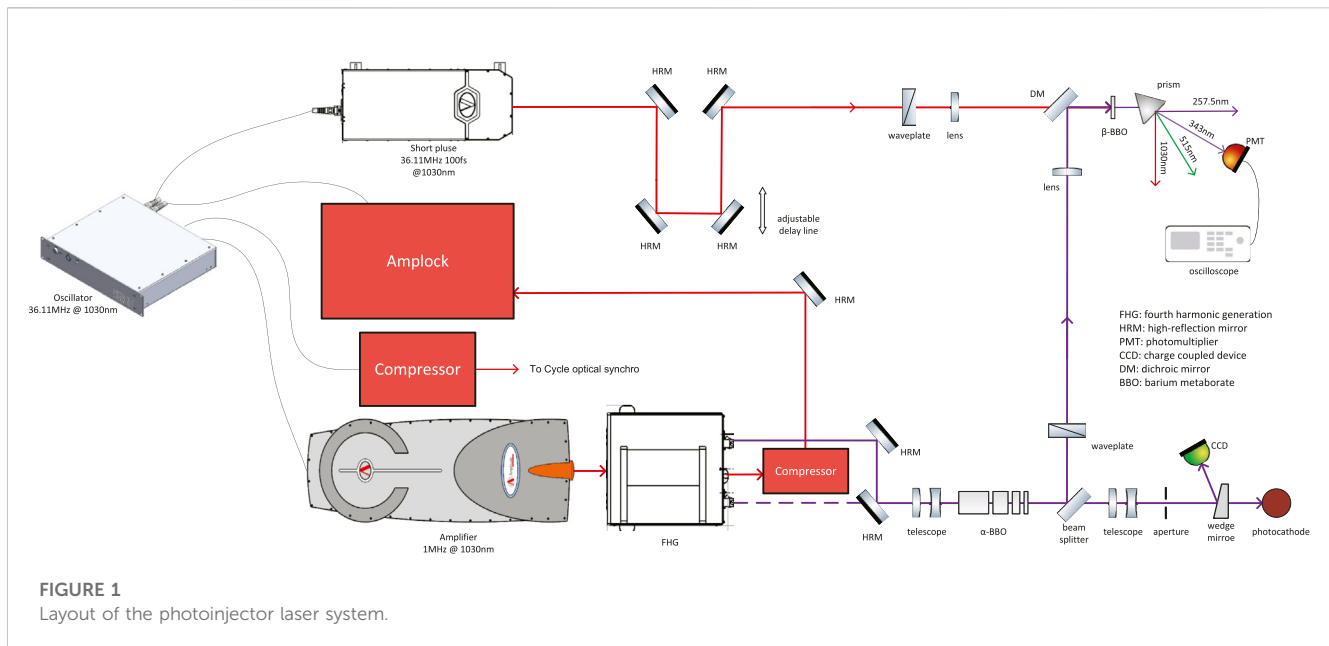 HRM
HRM
DM
prism
257.5nm
343nm
515nm
1030nm
PMT
β-BBO
waveplate
lens
Short pluse
36.11MHz 100fs
@1030nm
lens
HRM
HRM
adjustable
delay line
oscilloscope
Amplock
Oscillator
36.11MHz @ 1030nm
HRM
FHG: fourth harmonic generation
HRM: high-reflection mirror
PMT: photomultiplier
CCD: charge coupled device
DM: dichroic mirror
BBO: barium metaborate
Compressor
To Cycle optical synchro
waveplate
CCD
HRM
Compressor
Amplifier
1MHz @ 1030nm
FHG
HRM
telescope
α-BBO
beam
splitter
telescope
aperture
wedge
mirroe
photocathode
FIGURE 1
Layout of the photoinjector laser system.